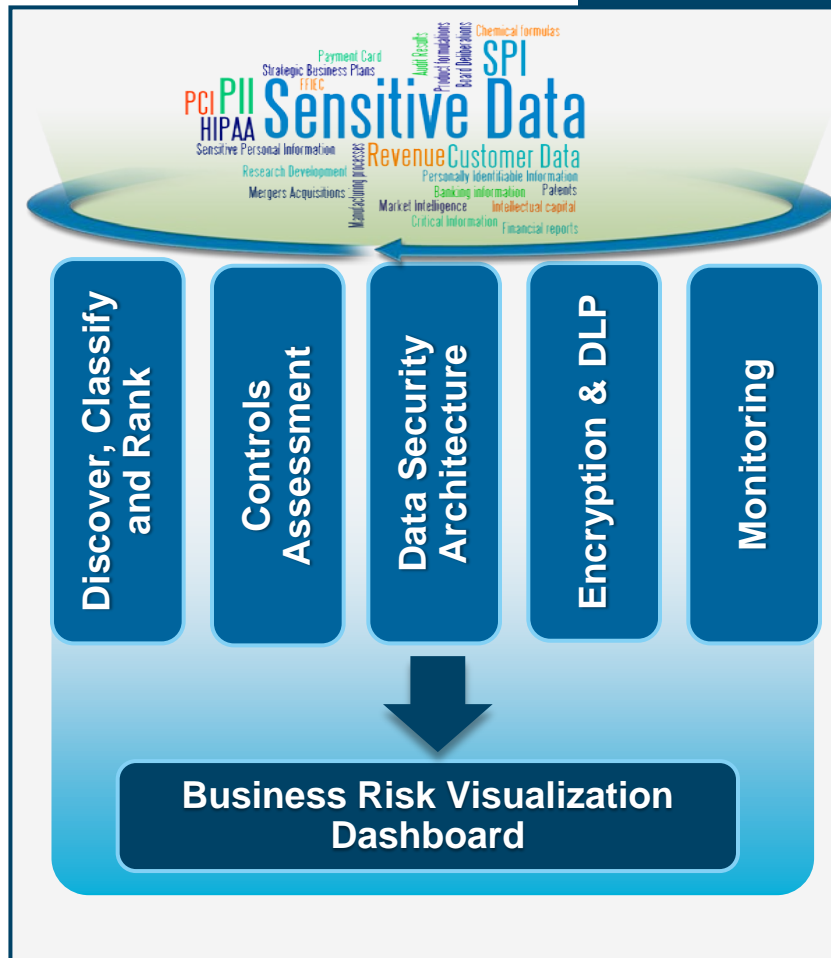 Chemical formulas
Audit Results
Product formulations
Board Deliberations
SPI
Payment Card
Strategic Business Plans
FFIEC
PCI
PII
Sensitive Data
HIPAA
Sensitive Personal Information
Manufacturing processes
Revenue
Customer Data
Research Development
Personally Identifiable Information
Mergers Acquisitions
Banking information
Patents
Market Intelligence
Intellectual capital
Critical Information
Financial reports
Discover, Classify
and Rank
Controls
Assessment
Data Security
Architecture
Encryption & DLP
Monitoring
Business Risk Visualization
Dashboard